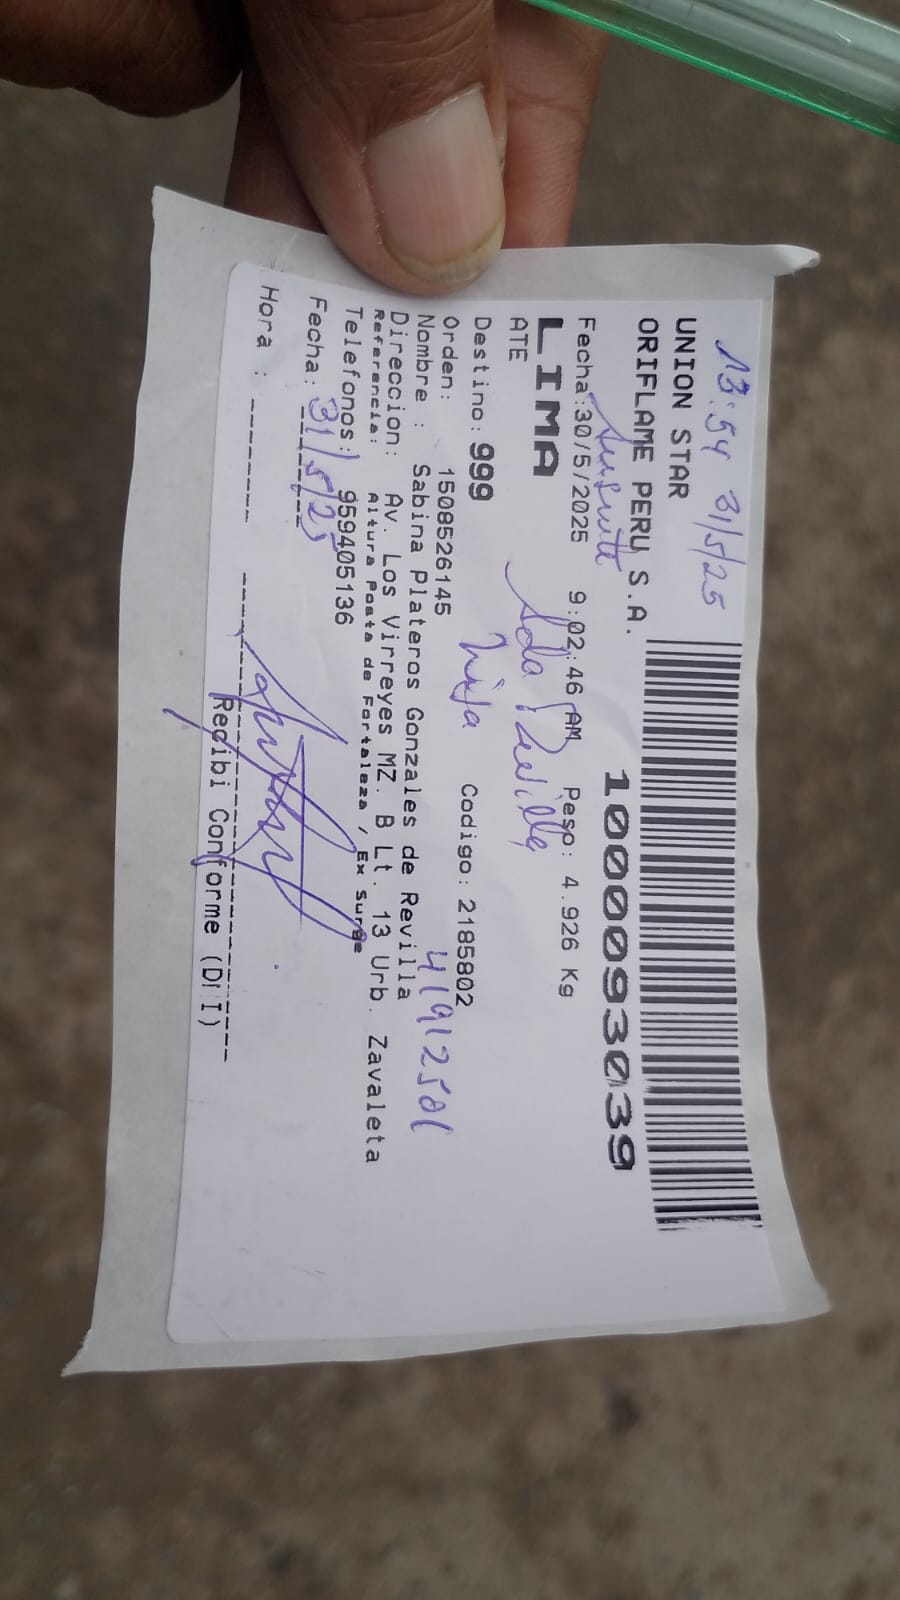 13:54 31/5/25
UNION STAR
ORIFLAME PERU S.A.
1000093039
Fecha:30/5/2025 9:02:46 AM Peso: 4.926 Kg
LIMA
ATE
Destino: 999 Codigo: 2185802
hija
Orden: 1508526145
41912501
Nombre : Sabina Plateros Gonzales de Revilla
Direccion: Av. Los Virreyes MZ. B Lt. 13 Urb. Zavaleta
Referencia: Altura Posta de Fortaleza / Ex Surge
Telefonos: 959405136
Fecha: 31/5/25
Hora :
Recibi Conforme (DNI)